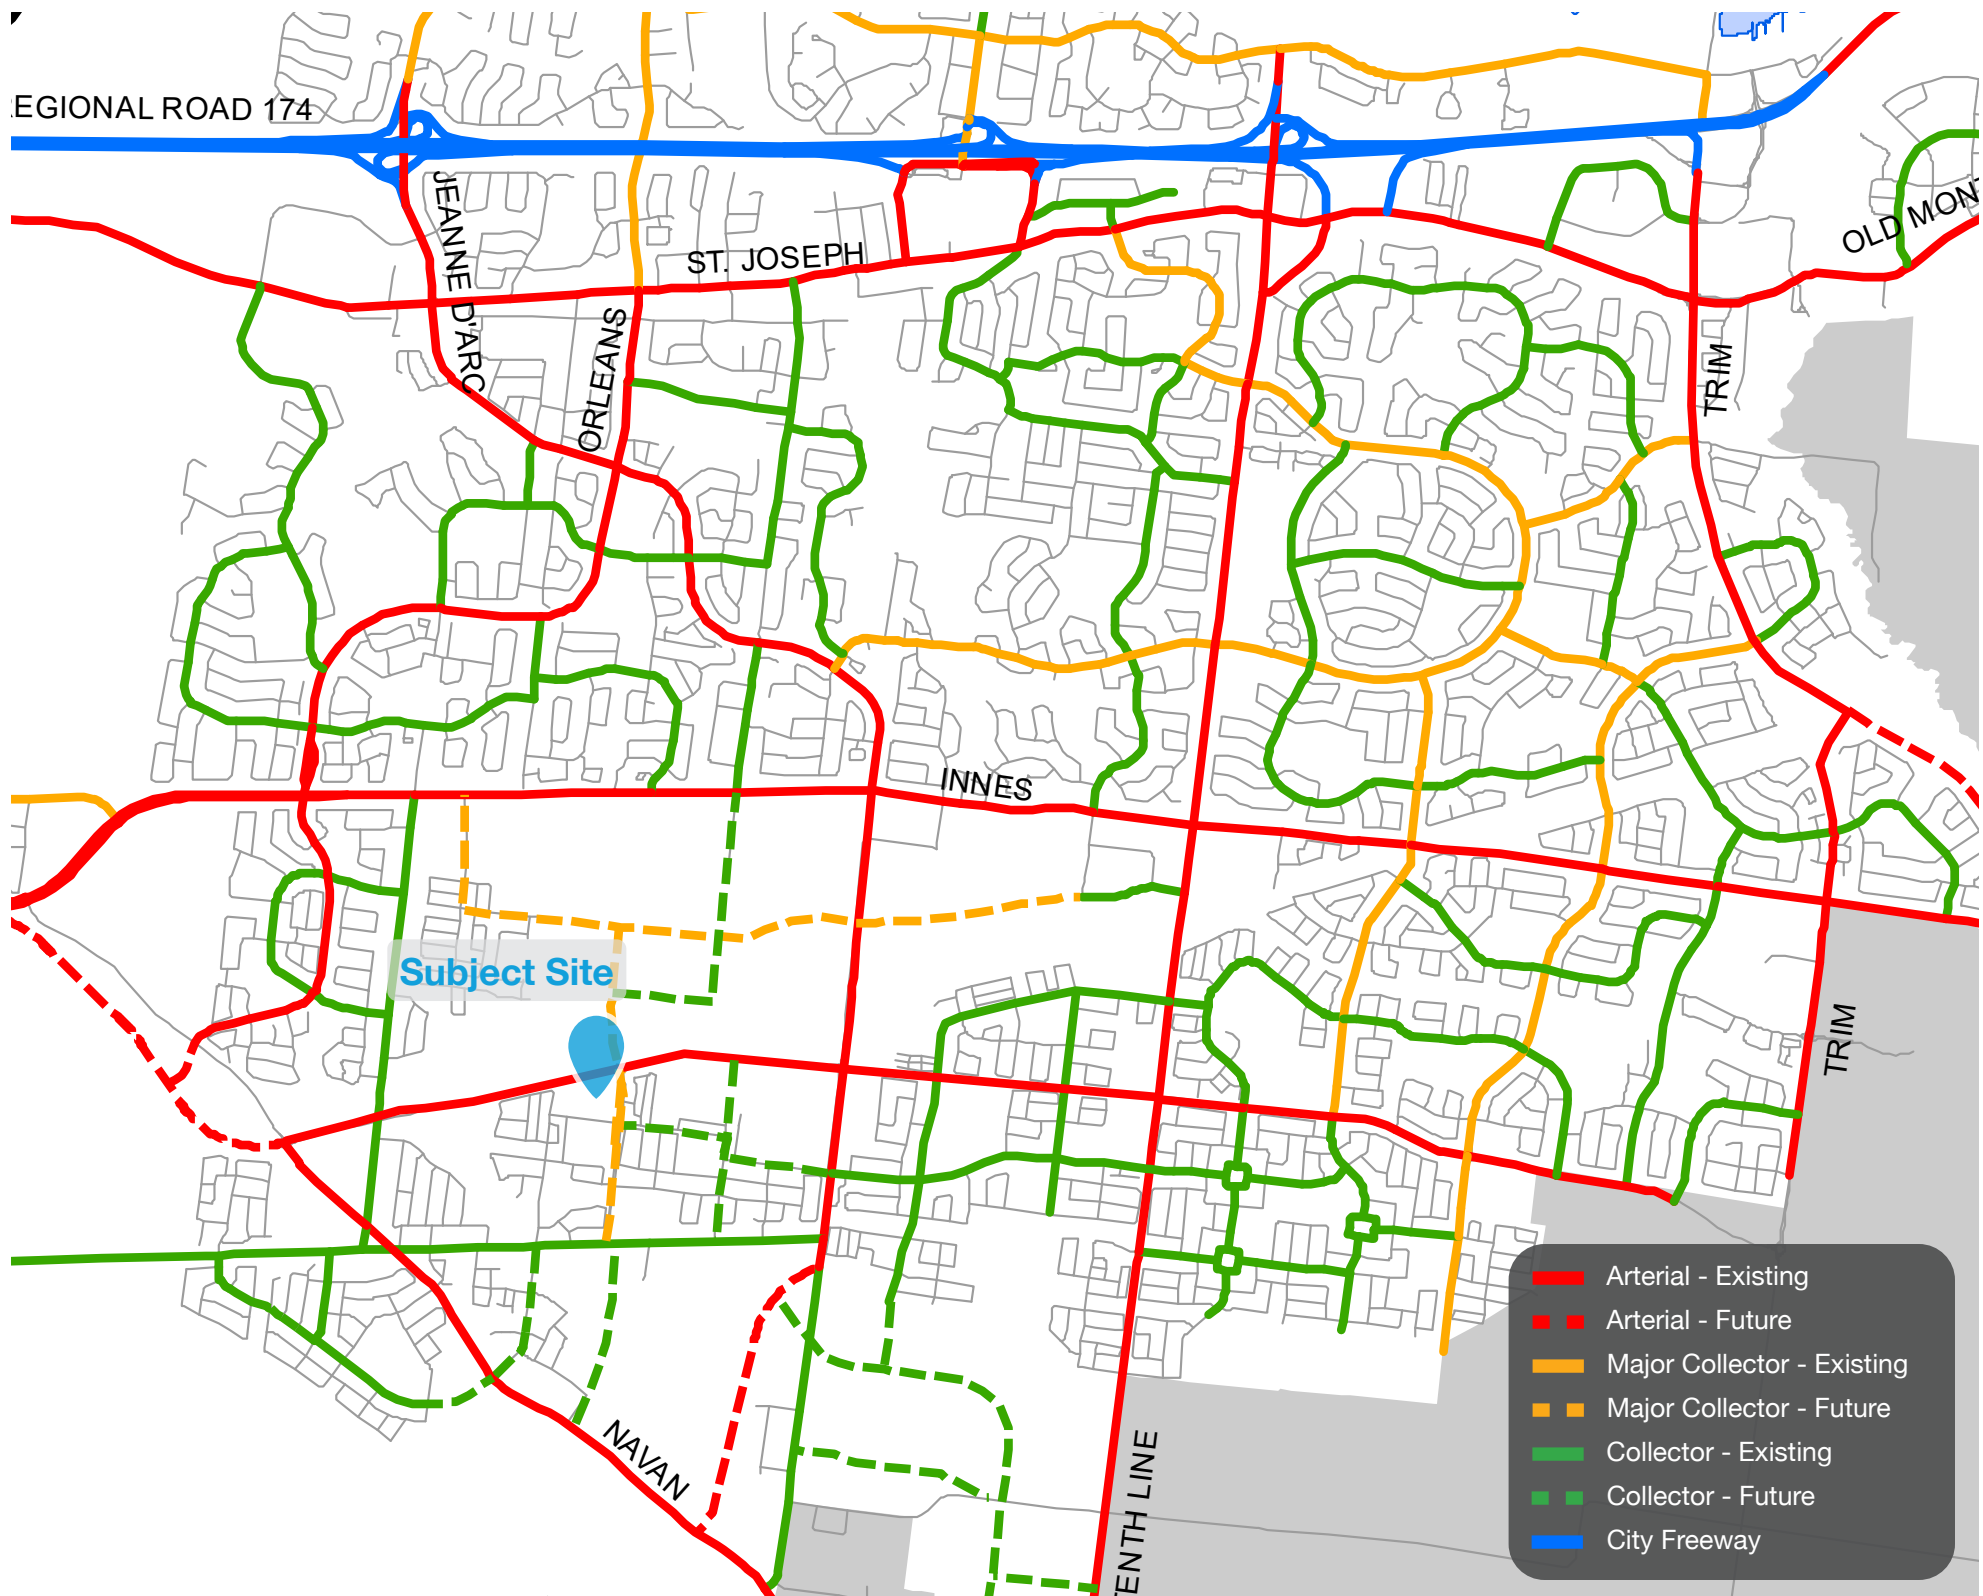 REGIONAL ROAD 174
JEANNE D'ARC
ST. JOSEPH
OLD MONT
ORLEANS
TRIM
INNES
Subject Site
TRIM
NAVAN
TENTH LINE
Arterial - Existing
Arterial - Future
Major Collector - Existing
Major Collector - Future
Collector - Existing
Collector - Future
City Freeway